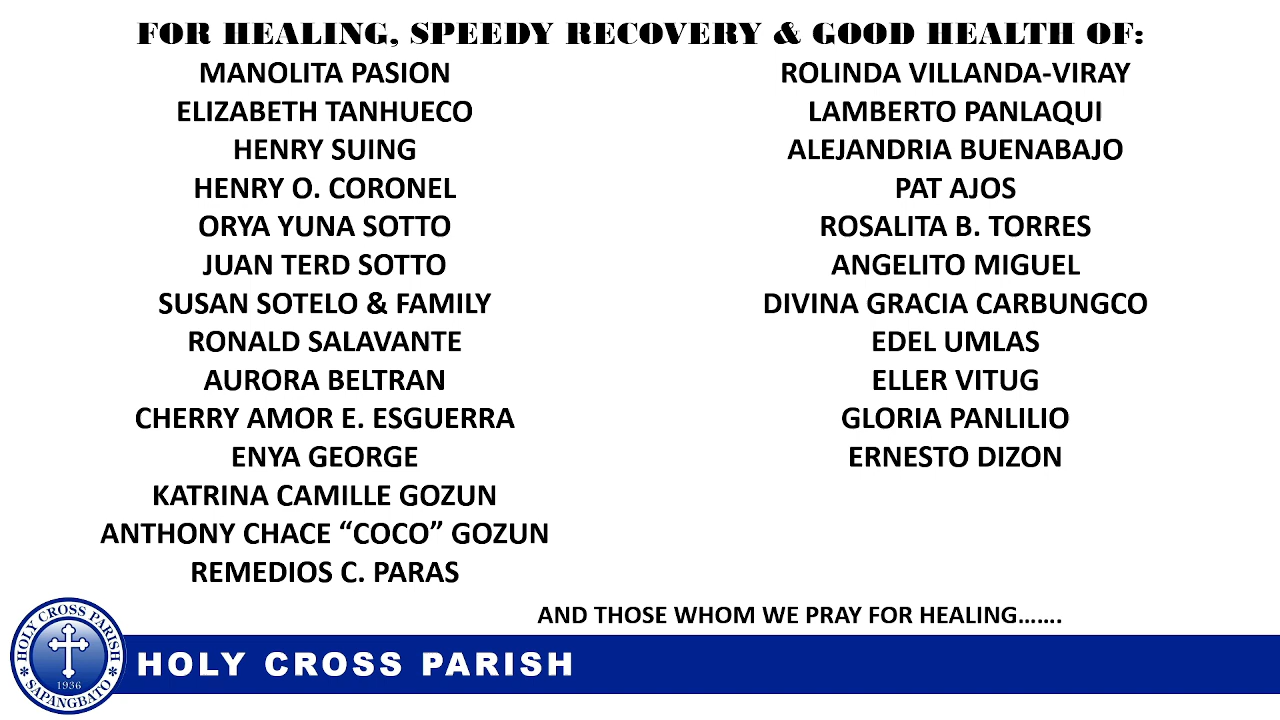 FOR HEALING, SPEEDY RECOVERY & GOOD HEALTH OF:
MANOLITA PASION
ELIZABETH TANHUECO
HENRY SUING
HENRY O. CORONEL
ORYA YUNA SOTTO
JUAN TERD SOTTO
SUSAN SOTELO & FAMILY
RONALD SALAVANTE
AURORA BELTRAN
CHERRY AMOR E. ESGUERRA
ENYA GEORGE
KATRINA CAMILLE GOZUN
ANTHONY CHACE “COCO” GOZUN
REMEDIOS C. PARAS
ROLINDA VILLANDA-VIRAY
LAMBERTO PANLAQUI
ALEJANDRIA BUENABAJO
PAT AJOS
ROSALITA B. TORRES
ANGELITO MIGUEL
DIVINA GRACIA CARBUNGCO
EDEL UMLAS
ELLER VITUG
GLORIA PANLILIO
ERNESTO DIZON
AND THOSE WHOM WE PRAY FOR HEALING…….
HOLY CROSS PARISH
1936
SAPANGBATO
HOLY CROSS PARISH